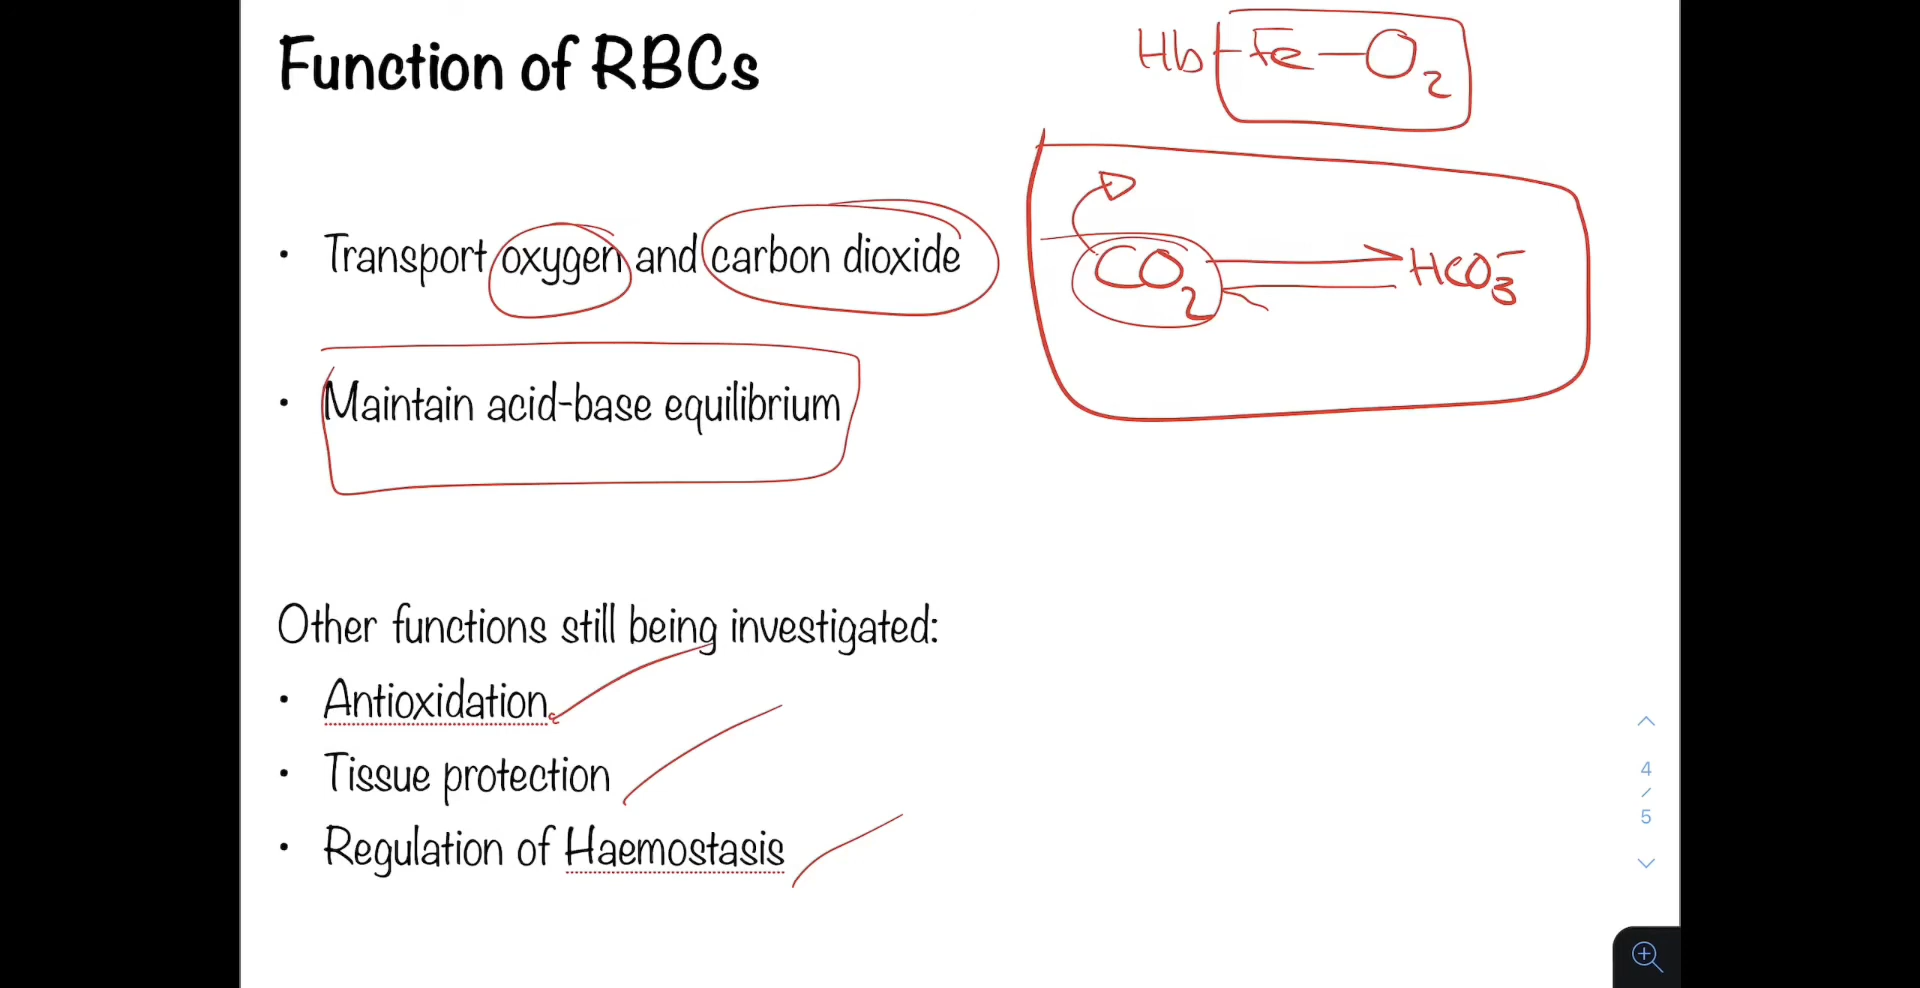 Function of RBCs
Hb-Fe-O2
• Transport oxygen and carbon dioxide
CO2 HCO3-
• Maintain acid-base equilibrium
Other functions still being investigated:
• Antioxidation
• Tissue protection
• Regulation of Haemostasis
4
/
5